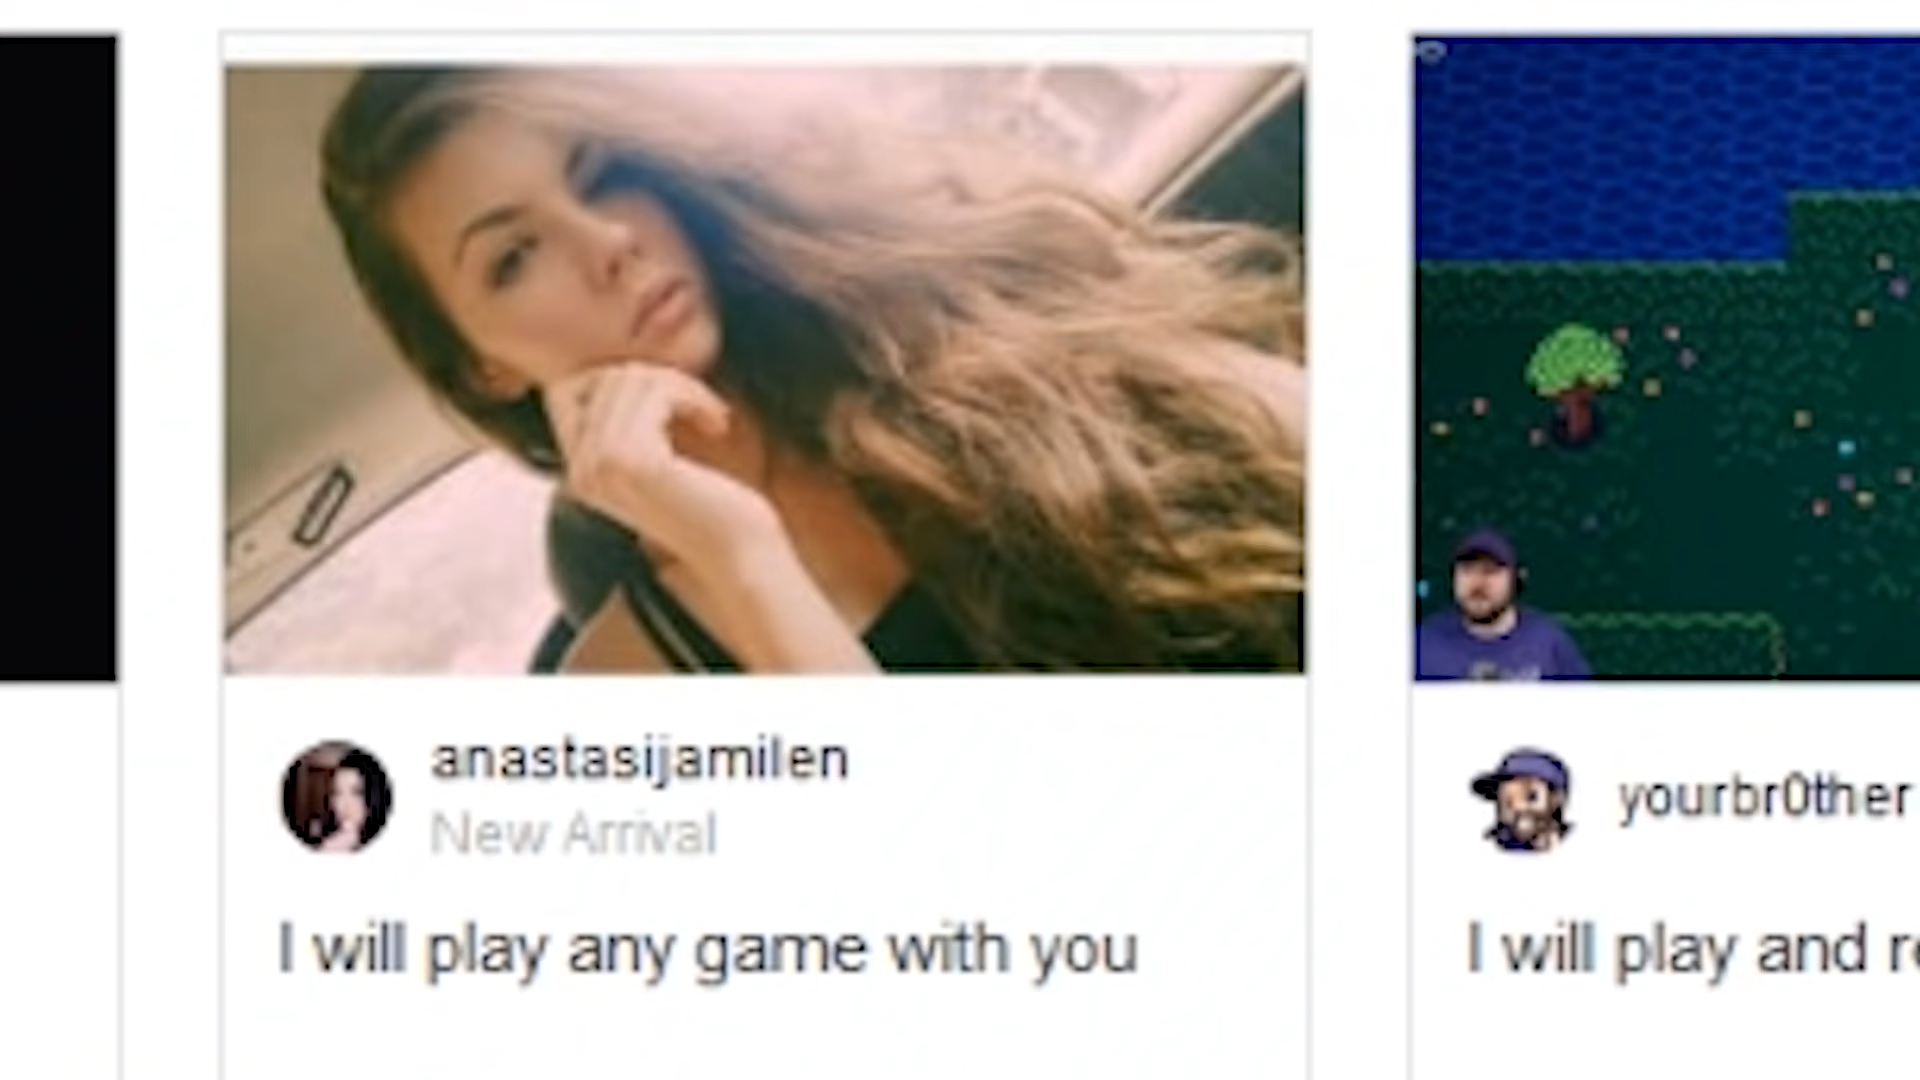 anastasijamilen
New Arrival
I will play any game with you
yourbr0ther
I will play and